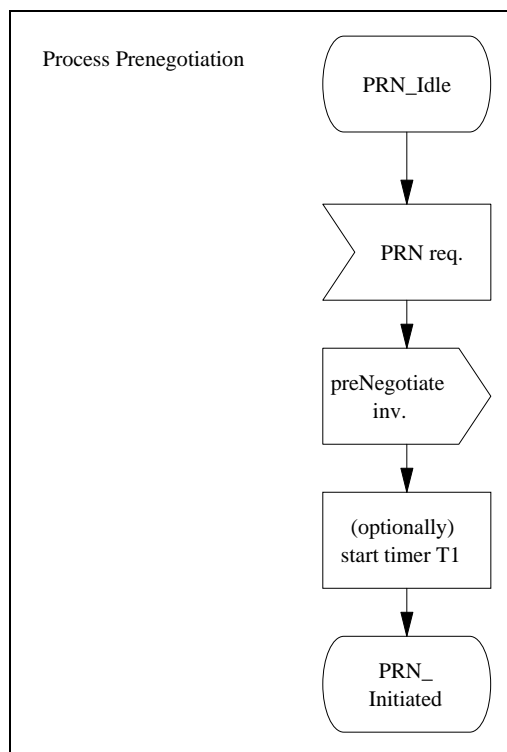 Process Prenegotiation
PRN_Idle
PRN req.
preNegotiate
inv.
(optionally)
start timer T1
PRN_
Initiated